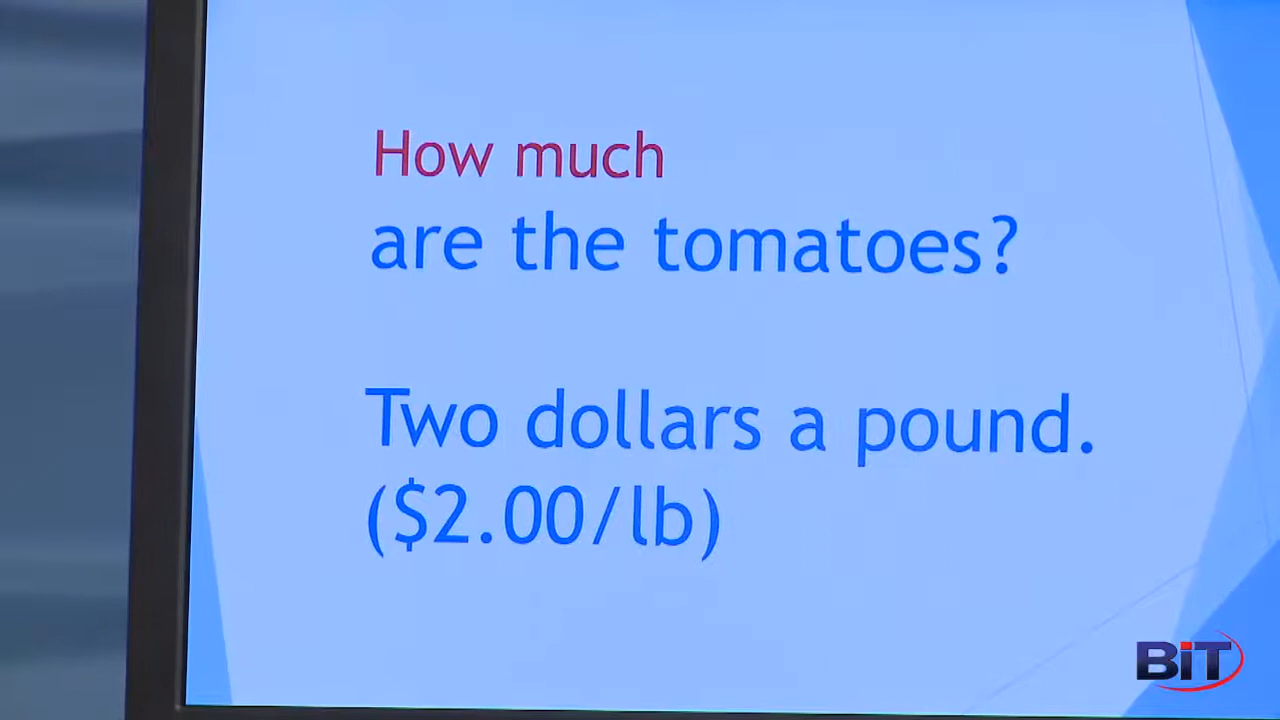 How much
are the tomatoes?
Two dollars a pound.
($2.00/lb)
BiT